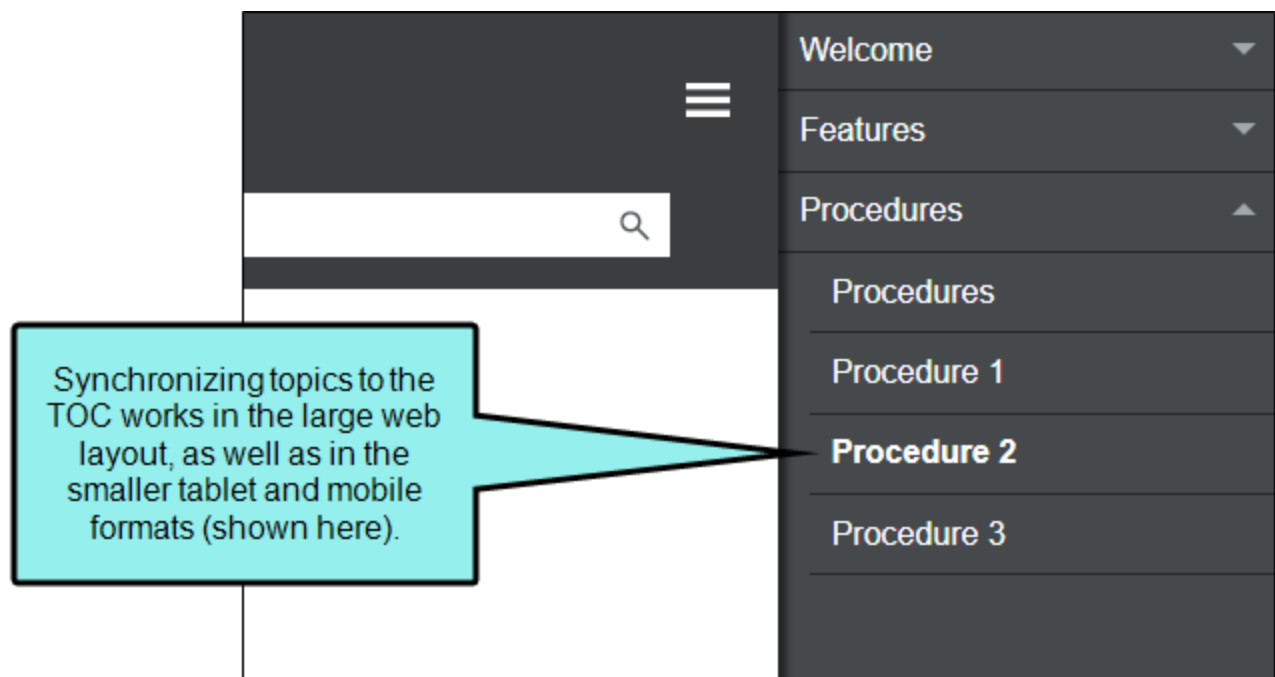 Welcome
Features
Procedures
Procedures
Procedure 1
Procedure 2
Procedure 3
Synchronizing topics to the
TOC works in the large web
layout, as well as in the
smaller tablet and mobile
formats (shown here).